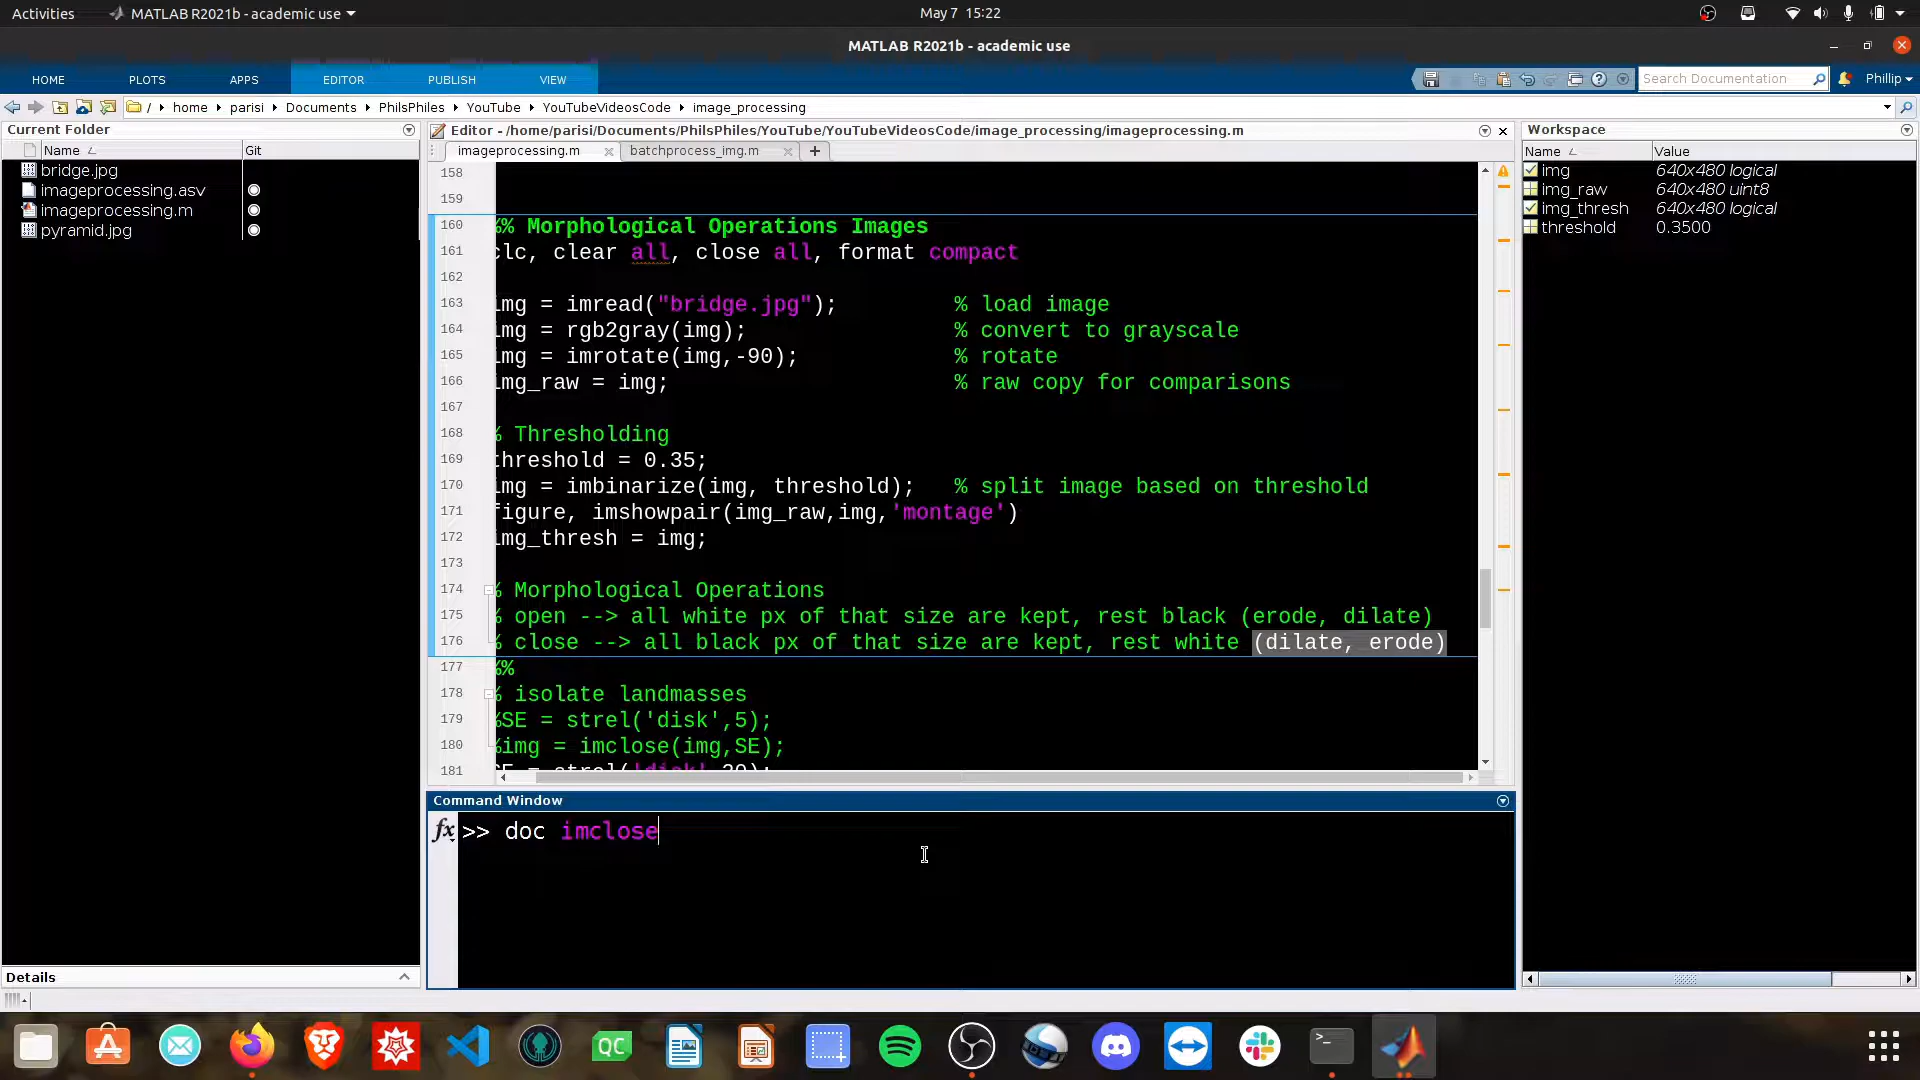 Activities
MATLAB R2021b - academic use
May 7 15:22
MATLAB R2021b - academic use
HOME
PLOTS
APPS
EDITOR
PUBLISH
VIEW
Search Documentation
Phillip
/ home parisi Documents PhilsPhiles YouTube YouTubeVideosCode image_processing
Current Folder
Name
Git
bridge.jpg
imageprocessing.asv
imageprocessing.m
pyramid.jpg
Details
Editor - /home/parisi/Documents/PhilsPhiles/YouTube/YouTubeVideosCode/image_processing/imageprocessing.m
imageprocessing.m
batchprocess_img.m
158
159
160 %% Morphological Operations Images
161 clc, clear all, close all, format compact
162
163 img = imread("bridge.jpg"); % load image
164 img = rgb2gray(img); % convert to grayscale
165 img = imrotate(img,-90); % rotate
166 img_raw = img; % raw copy for comparisons
167
168 % Thresholding
169 threshold = 0.35;
170 img = imbinarize(img, threshold); % split image based on threshold
171 figure, imshowpair(img_raw,img,'montage')
172 img_thresh = img;
173
174 % Morphological Operations
175 % open --> all white px of that size are kept, rest black (erode, dilate)
176 % close --> all black px of that size are kept, rest white (dilate, erode)
177 %%
178 % isolate landmasses
179 %SE = strel('disk',5);
180 %img = imclose(img,SE);
181 SE = strel('disk',20);
Command Window
fx >> doc imclose
Workspace
Name
Value
img 640x480 logical
img_raw 640x480 uint8
img_thresh 640x480 logical
threshold 0.3500
QC
>_